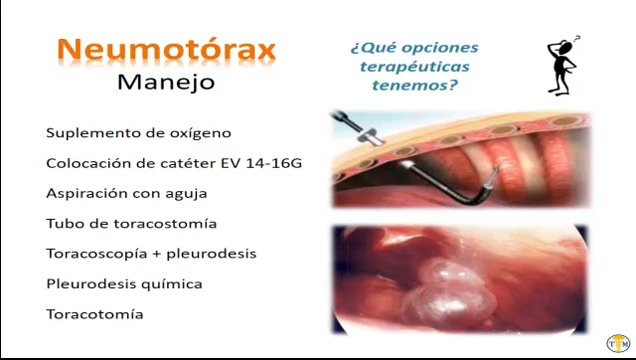 Neumotórax
Manejo
¿Qué opciones
terapéuticas
tenemos?
?
Suplemento de oxígeno
Colocación de catéter EV 14-16G
Aspiración con aguja
Tubo de toracostomía
Toracoscopía + pleurodesis
Pleurodesis química
Toracotomía